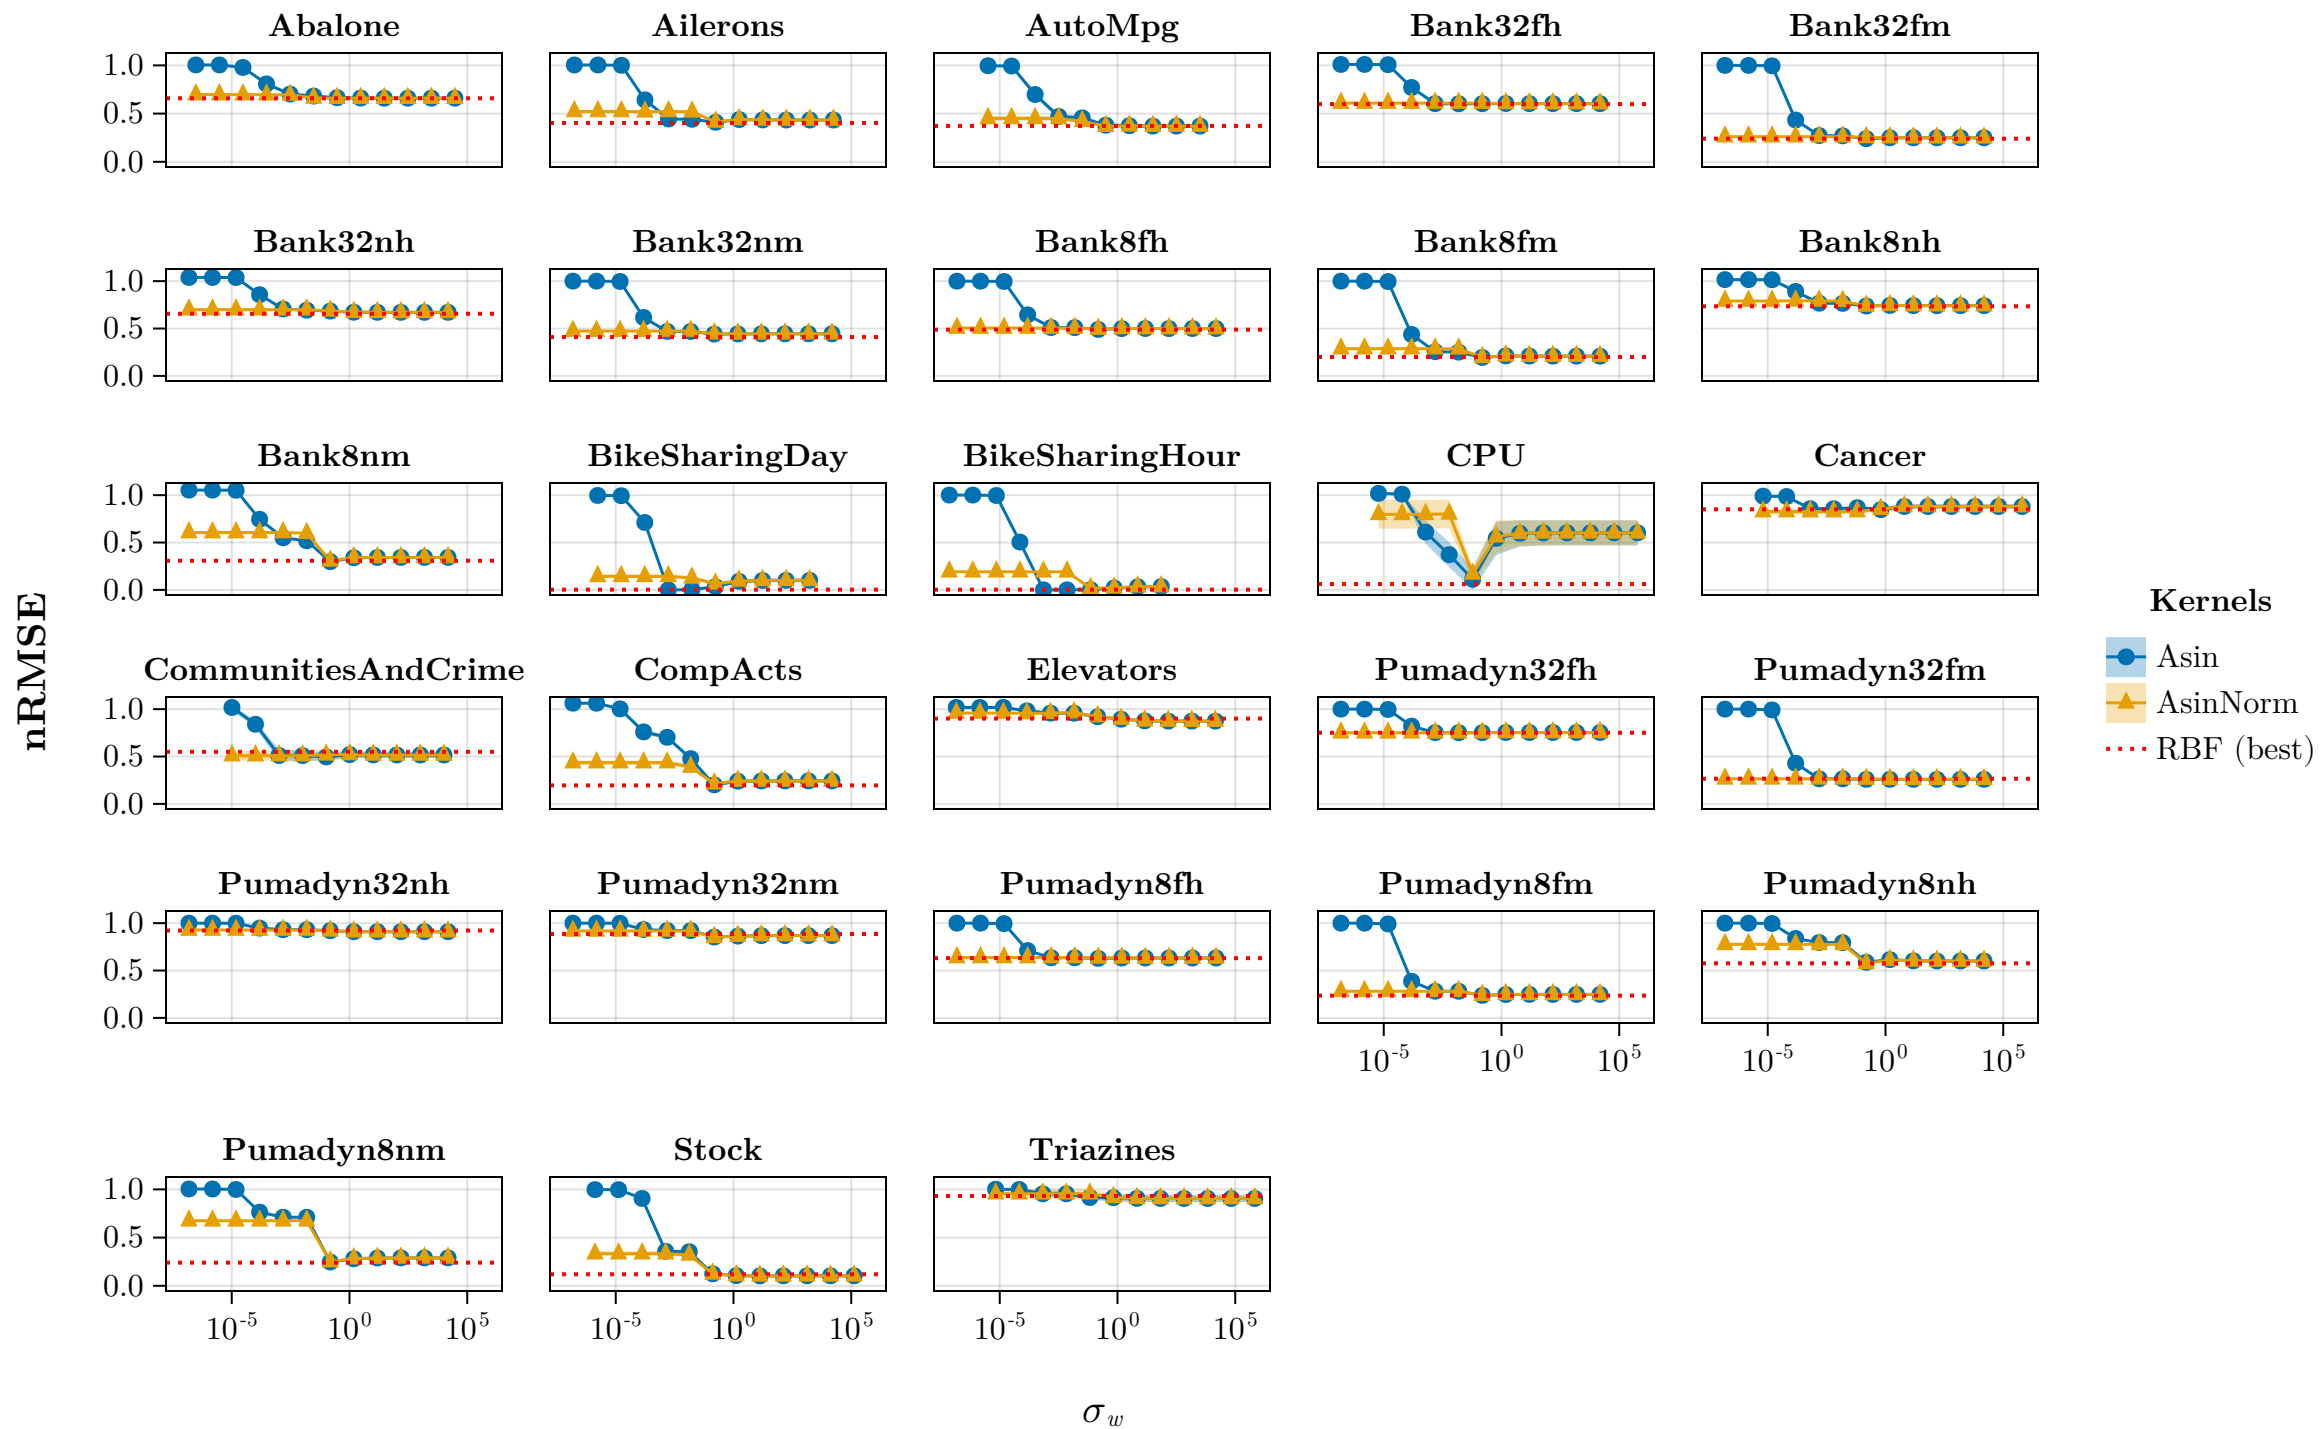 Abalone Ailerons AutoMpg Bank32fh Bank32fm
1.0
0.5
0.0
Bank32nh Bank32nm Bank8fh Bank8fm Bank8nh
1.0
0.5
0.0
Bank8nm BikeSharingDay BikeSharingHour CPU Cancer
1.0
0.5
0.0
nRMSE
Kernels
Asin
AsinNorm
RBF (best)
CommunitiesAndCrime CompActs Elevators Pumadyn32fh Pumadyn32fm
1.0
0.5
0.0
Pumadyn32nh Pumadyn32nm Pumadyn8fh Pumadyn8fm Pumadyn8nh
1.0
0.5
0.0
10⁻⁵ 10⁰ 10⁵ 10⁻⁵ 10⁰ 10⁵
Pumadyn8nm Stock Triazines
1.0
0.5
0.0
10⁻⁵ 10⁰ 10⁵ 10⁻⁵ 10⁰ 10⁵ 10⁻⁵ 10⁰ 10⁵
σ_w